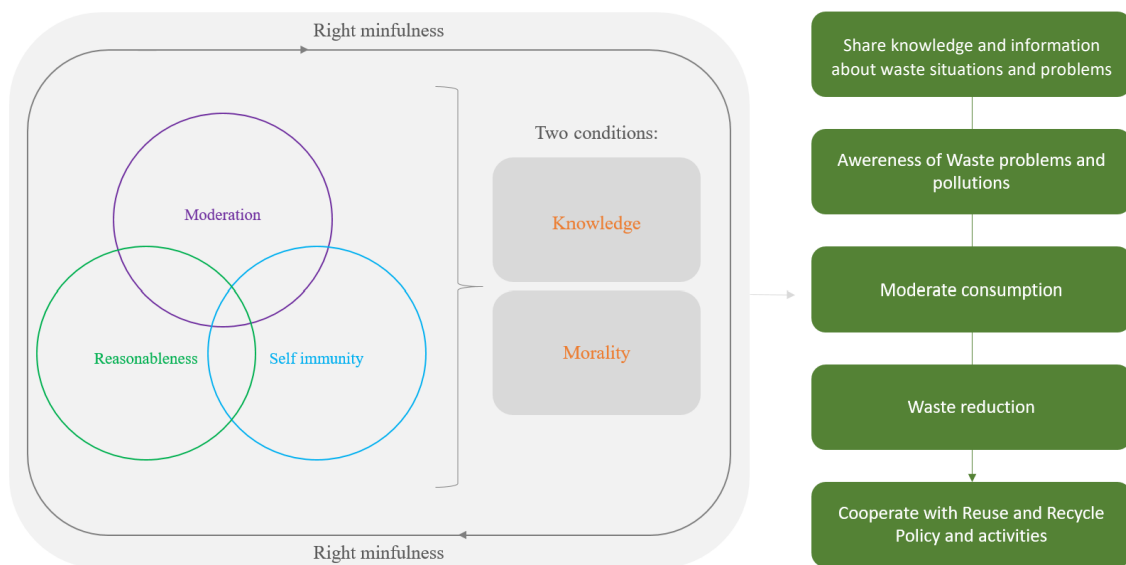 Right minfulness
Moderation
Reasonableness
Self immunity
Two conditions:
Knowledge
Morality
Right minfulness
Share knowledge and information
about waste situations and problems
Awereness of Waste problems and
pollutions
Moderate consumption
Waste reduction
Cooperate with Reuse and Recycle
Policy and activities